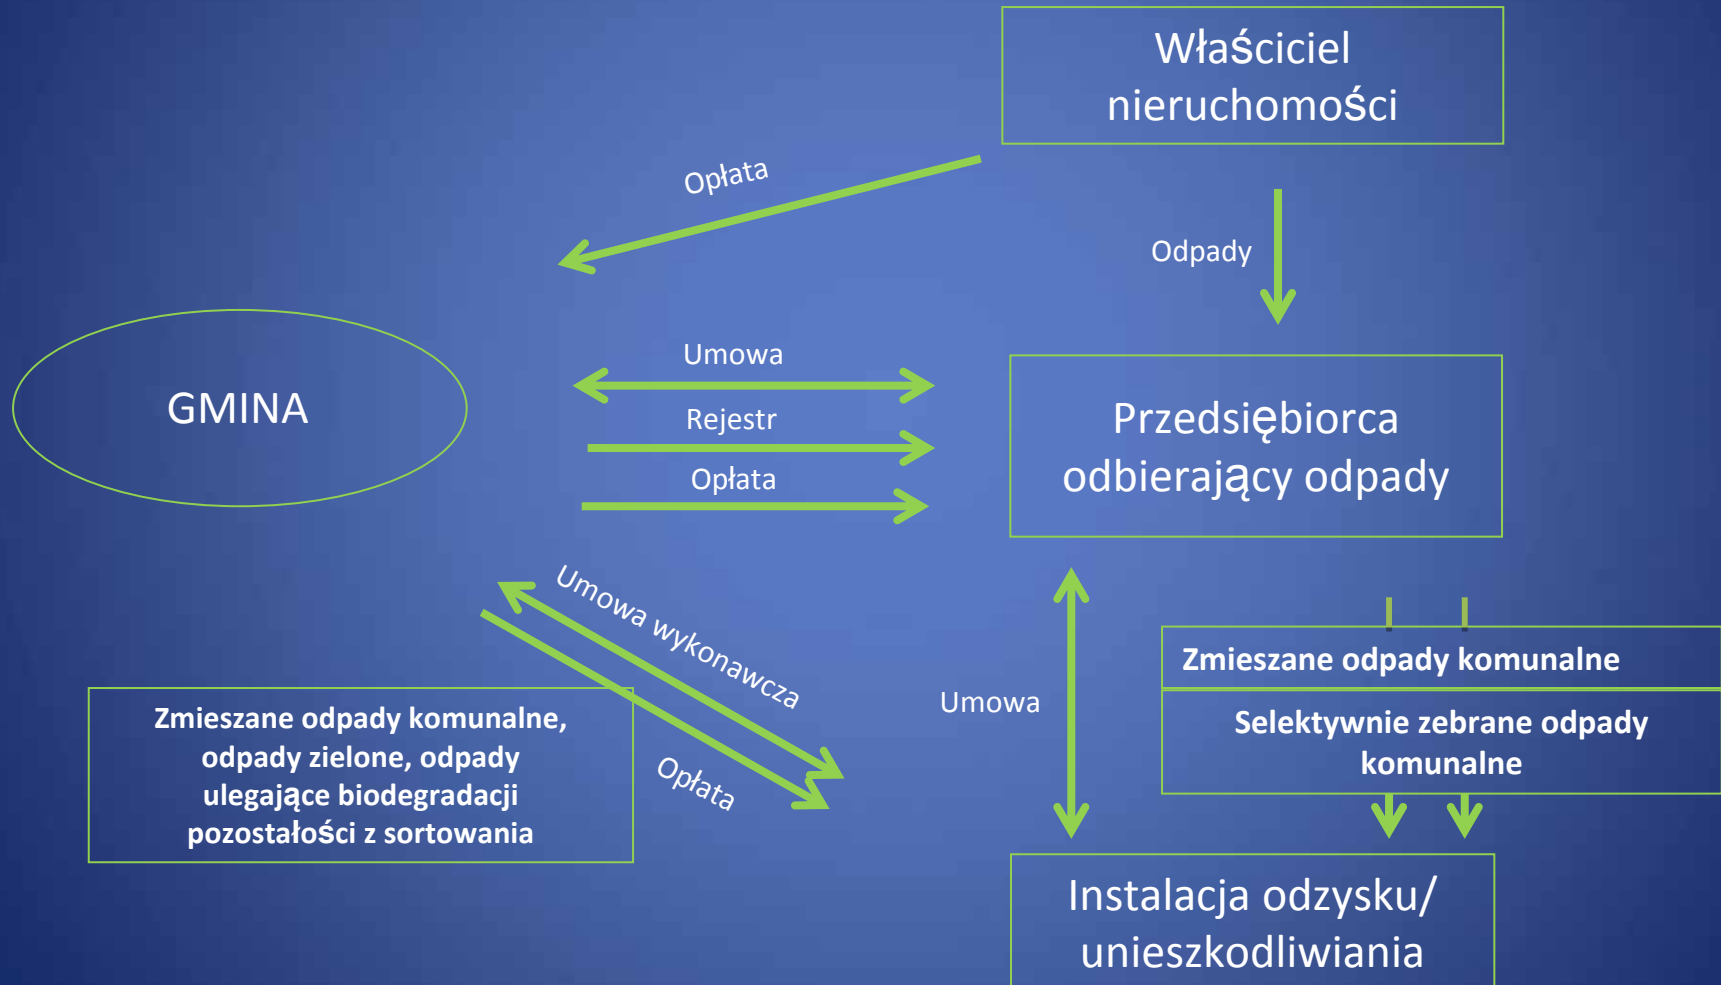 Właściciel
nieruchomości
Opłata
Odpady
Umowa
GMINA
Rejestr
Przedsiębiorca
odbierający odpady
Opłata
Umowa wykonawcza
Opłata
Umowa
Zmieszane odpady komunalne
Selektywnie zebrane odpady
komunalne
Zmieszane odpady komunalne,
odpady zielone, odpady
ulegające biodegradacji
pozostałości z sortowania
Instalacja odzysku/
unieszkodliwiania